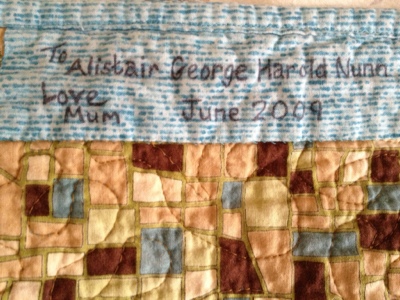 To
Alistair George Harold Nunn
Love
Mum June 2009